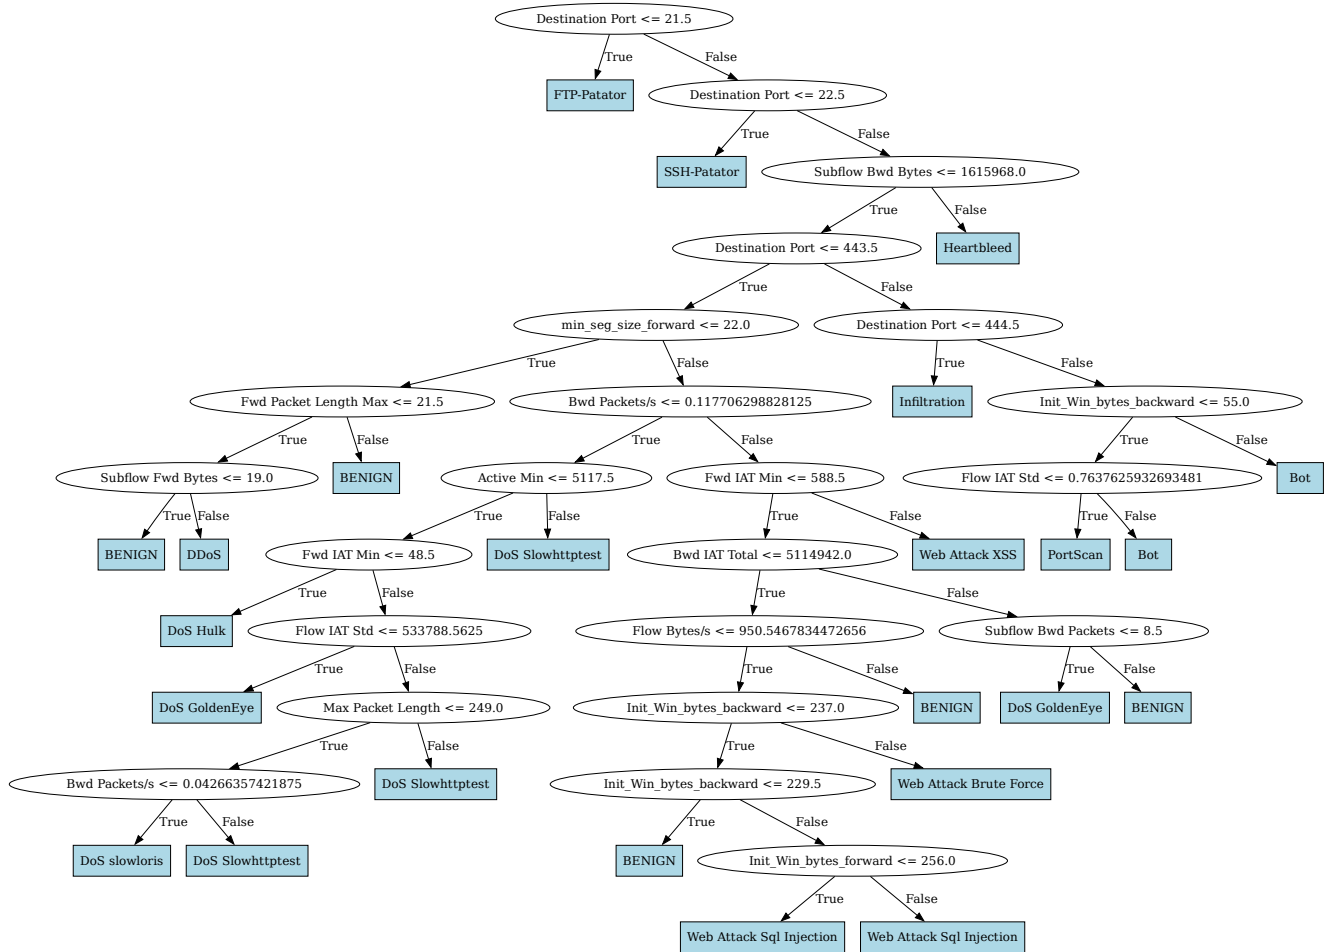 Destination Port <= 21.5
True
False
FTP-Patator
Destination Port <= 22.5
True
False
SSH-Patator
Subflow Bwd Bytes <= 1615968.0
True
False
Destination Port <= 443.5
Heartbleed
True
False
min_seg_size_forward <= 22.0
Destination Port <= 444.5
True
False
True
False
Fwd Packet Length Max <= 21.5
Bwd Packets/s <= 0.117706298828125
Infiltration
Init_Win_bytes_backward <= 55.0
True
False
True
False
True
False
Subflow Fwd Bytes <= 19.0
BENIGN
Active Min <= 5117.5
Fwd IAT Min <= 588.5
Flow IAT Std <= 0.7637625932693481
Bot
True
False
True
False
True
False
True
False
BENIGN
DDoS
Fwd IAT Min <= 48.5
DoS Slowhttptest
Bwd IAT Total <= 5114942.0
Web Attack XSS
PortScan
Bot
True
False
True
False
DoS Hulk
Flow IAT Std <= 533788.5625
Flow Bytes/s <= 950.5467834472656
Subflow Bwd Packets <= 8.5
True
False
True
False
True
False
DoS GoldenEye
Max Packet Length <= 249.0
Init_Win_bytes_backward <= 237.0
BENIGN
DoS GoldenEye
BENIGN
True
False
True
False
Bwd Packets/s <= 0.04266357421875
DoS Slowhttptest
Init_Win_bytes_backward <= 229.5
Web Attack Brute Force
True
False
True
False
DoS slowloris
DoS Slowhttptest
BENIGN
Init_Win_bytes_forward <= 256.0
True
False
Web Attack Sql Injection
Web Attack Sql Injection